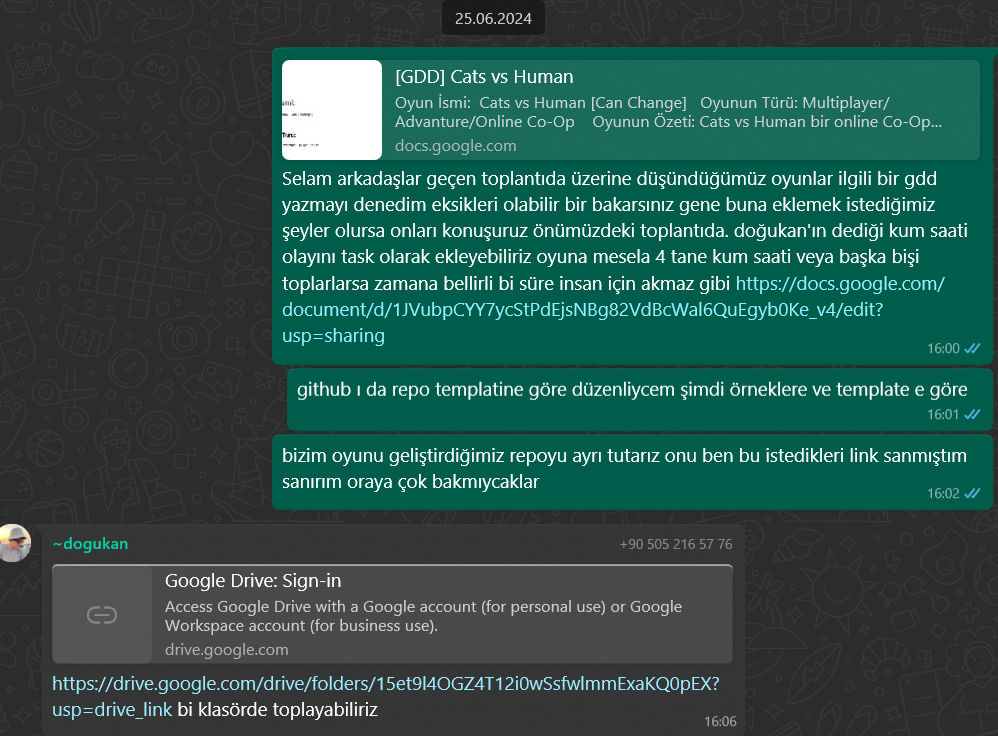 25.06.2024
[GDD] Cats vs Human
Oyun İsmi:  Cats vs Human [Can Change]   Oyunun Türü: Multiplayer/
Advanture/Online Co-Op    Oyunun Özeti: Cats vs Human bir online Co-Op...
docs.google.com
Selam arkadaşlar geçen toplantıda üzerine düşündüğümüz oyunlar ilgili bir gdd
yazmayı denedim eksikleri olabilir bir bakarsınız gene buna eklemek istediğimiz
şeyler olursa onları konuşuruz önümüzdeki toplantıda. doğukan'ın dediği kum saati
olayını task olarak ekleyebiliriz oyuna mesela 4 tane kum saati veya başka bişi
toplarlarsa zamana bellirli bi süre insan için akmaz gibi https://docs.google.com/
document/d/1JVubpCYY7ycStPdEjsNBg82VdBcWal6QuEgyb0Ke_v4/edit?
usp=sharing
16:00
github ı da repo templatine göre düzenliycem şimdi örneklere ve template e göre
16:01
bizim oyunu geliştirdiğimiz repoyu ayrı tutarız onu ben bu istedikleri link sanmıştım
sanırım oraya çok bakmıycaklar
16:02
~dogukan +90 505 216 57 76
Google Drive: Sign-in
Access Google Drive with a Google account (for personal use) or Google
Workspace account (for business use).
drive.google.com
https://drive.google.com/drive/folders/15et9l4OGZ4T12i0wSsfwlmmExaKQ0pEX?
usp=drive_link bi klasörde toplayabiliriz
16:06